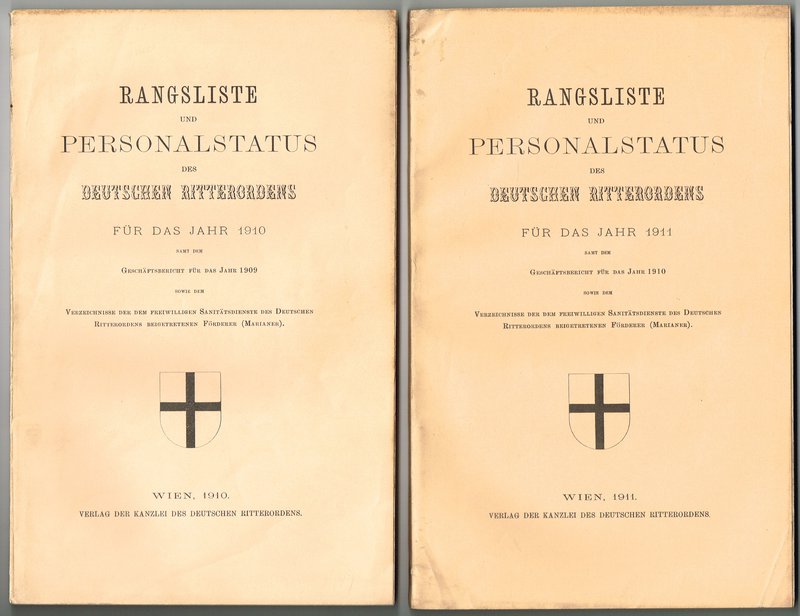 RANGSLISTE
UND
PERSONALSTATUS
DES
DEUTSCHEN RITTERORDENS
FÜR DAS JAHR 1910
SAMT DEM
GESCHÄFTSBERICHT FÜR DAS JAHR 1909
SOWIE DEM
VERZEICHNISSE DER DEM FREIWILLIGEN SANITÄTSDIENSTE DES DEUTSCHEN
RITTERORDENS BEIGETRETENEN FÖRDERER (MARIANER).
WIEN, 1910.
VERLAG DER KANZLEI DES DEUTSCHEN RITTERORDENS.
RANGSLISTE
UND
PERSONALSTATUS
DES
DEUTSCHEN RITTERORDENS
FÜR DAS JAHR 1911
SAMT DEM
GESCHÄFTSBERICHT FÜR DAS JAHR 1910
SOWIE DEM
VERZEICHNISSE DER DEM FREIWILLIGEN SANITÄTSDIENSTE DES DEUTSCHEN
RITTERORDENS BEIGETRETENEN FÖRDERER (MARIANER).
WIEN, 1911.
VERLAG DER KANZLEI DES DEUTSCHEN RITTERORDENS.